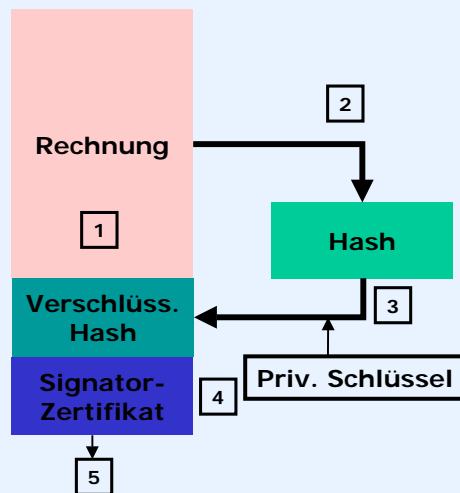 2
Rechnung
1
Hash
Verschlüss.
Hash
3
Priv. Schlüssel
Signator-
Zertifikat
4
5